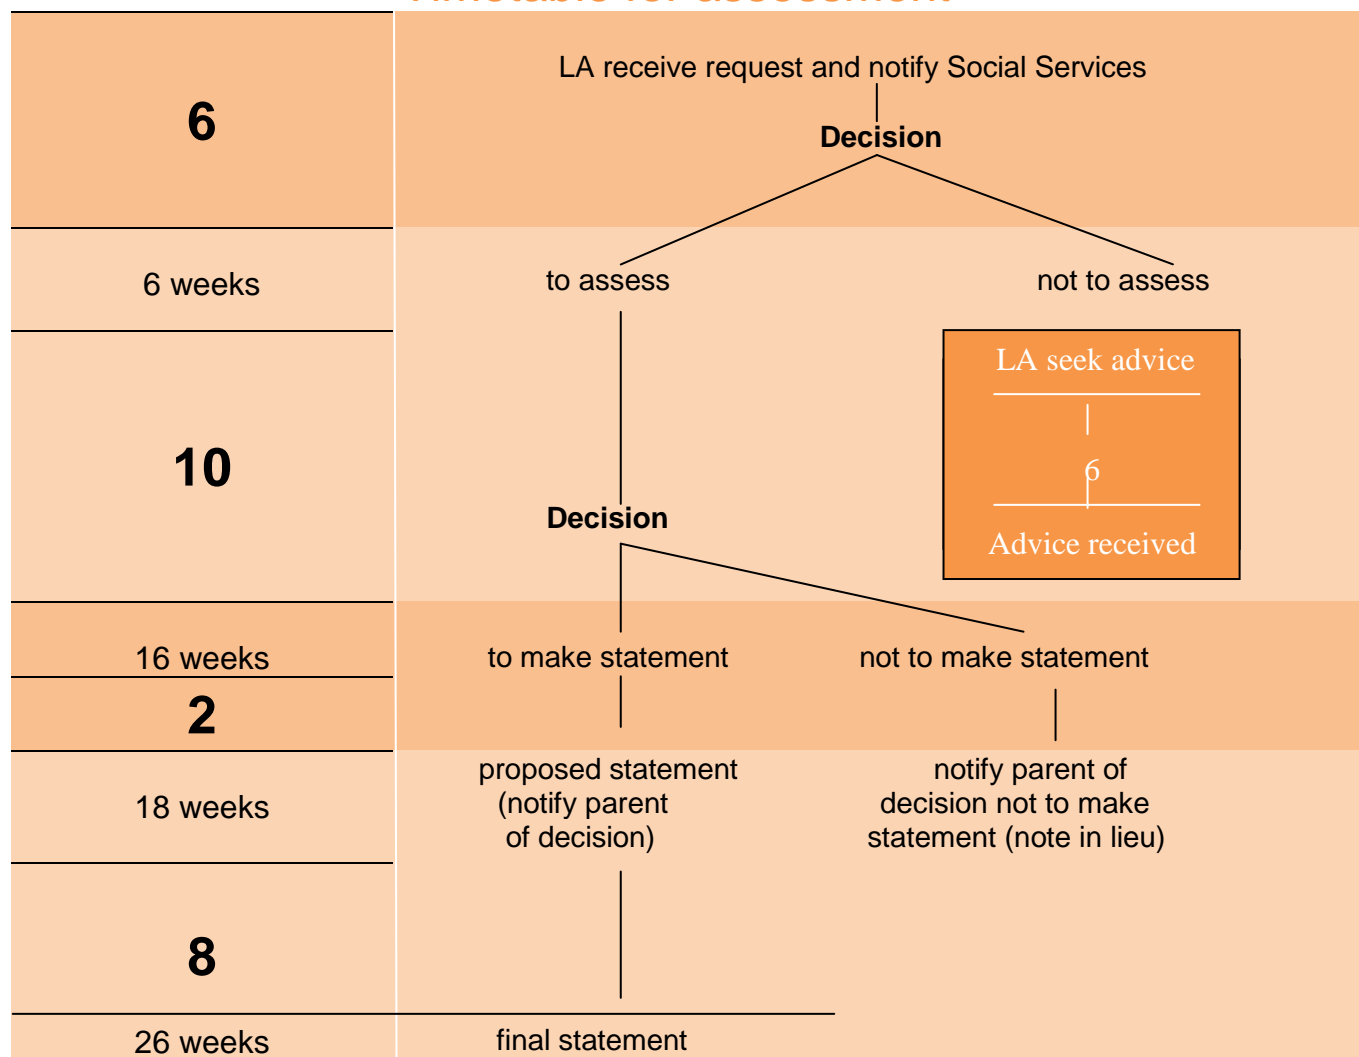 Timetable for assessment
LA receive request and notify Social Services
6
Decision
6 weeks
to assess
not to assess
LA seek advice
10
6
Decision
Advice received
16 weeks
to make statement
not to make statement
2
18 weeks
proposed statement
(notify parent
of decision)
notify parent of
decision not to make
statement (note in lieu)
8
26 weeks
final statement